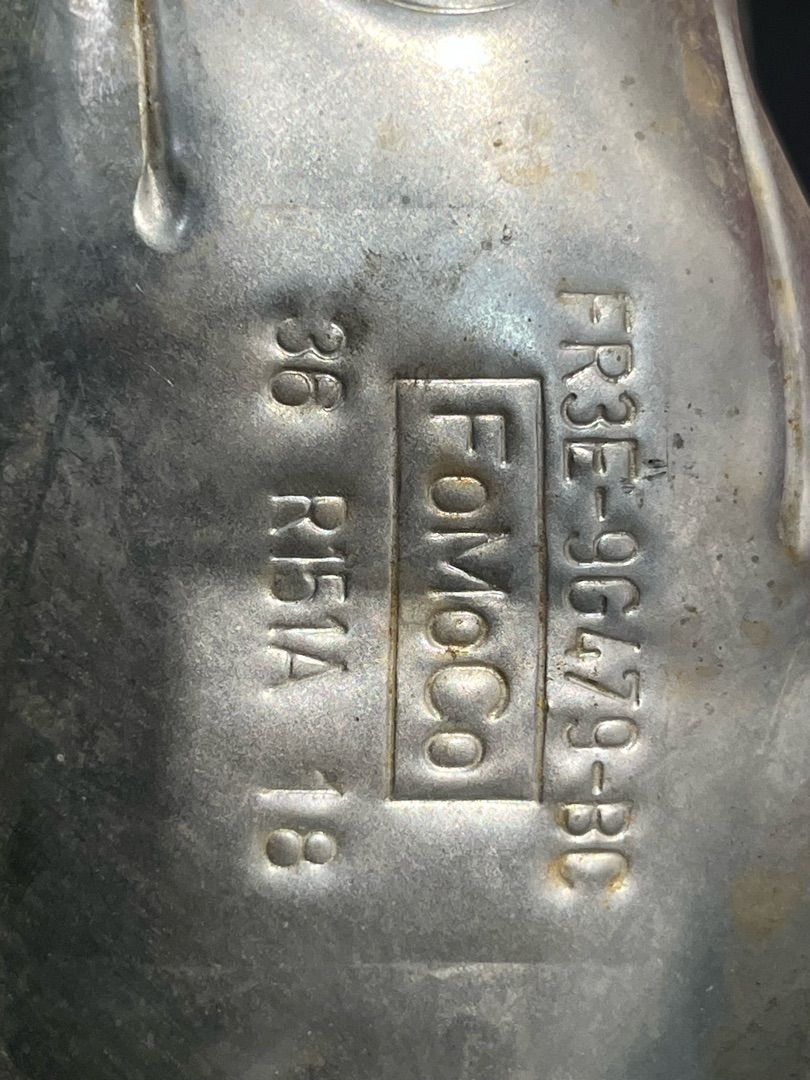 FR3E-9G479-BC
FoMoCo
36 R151A 18